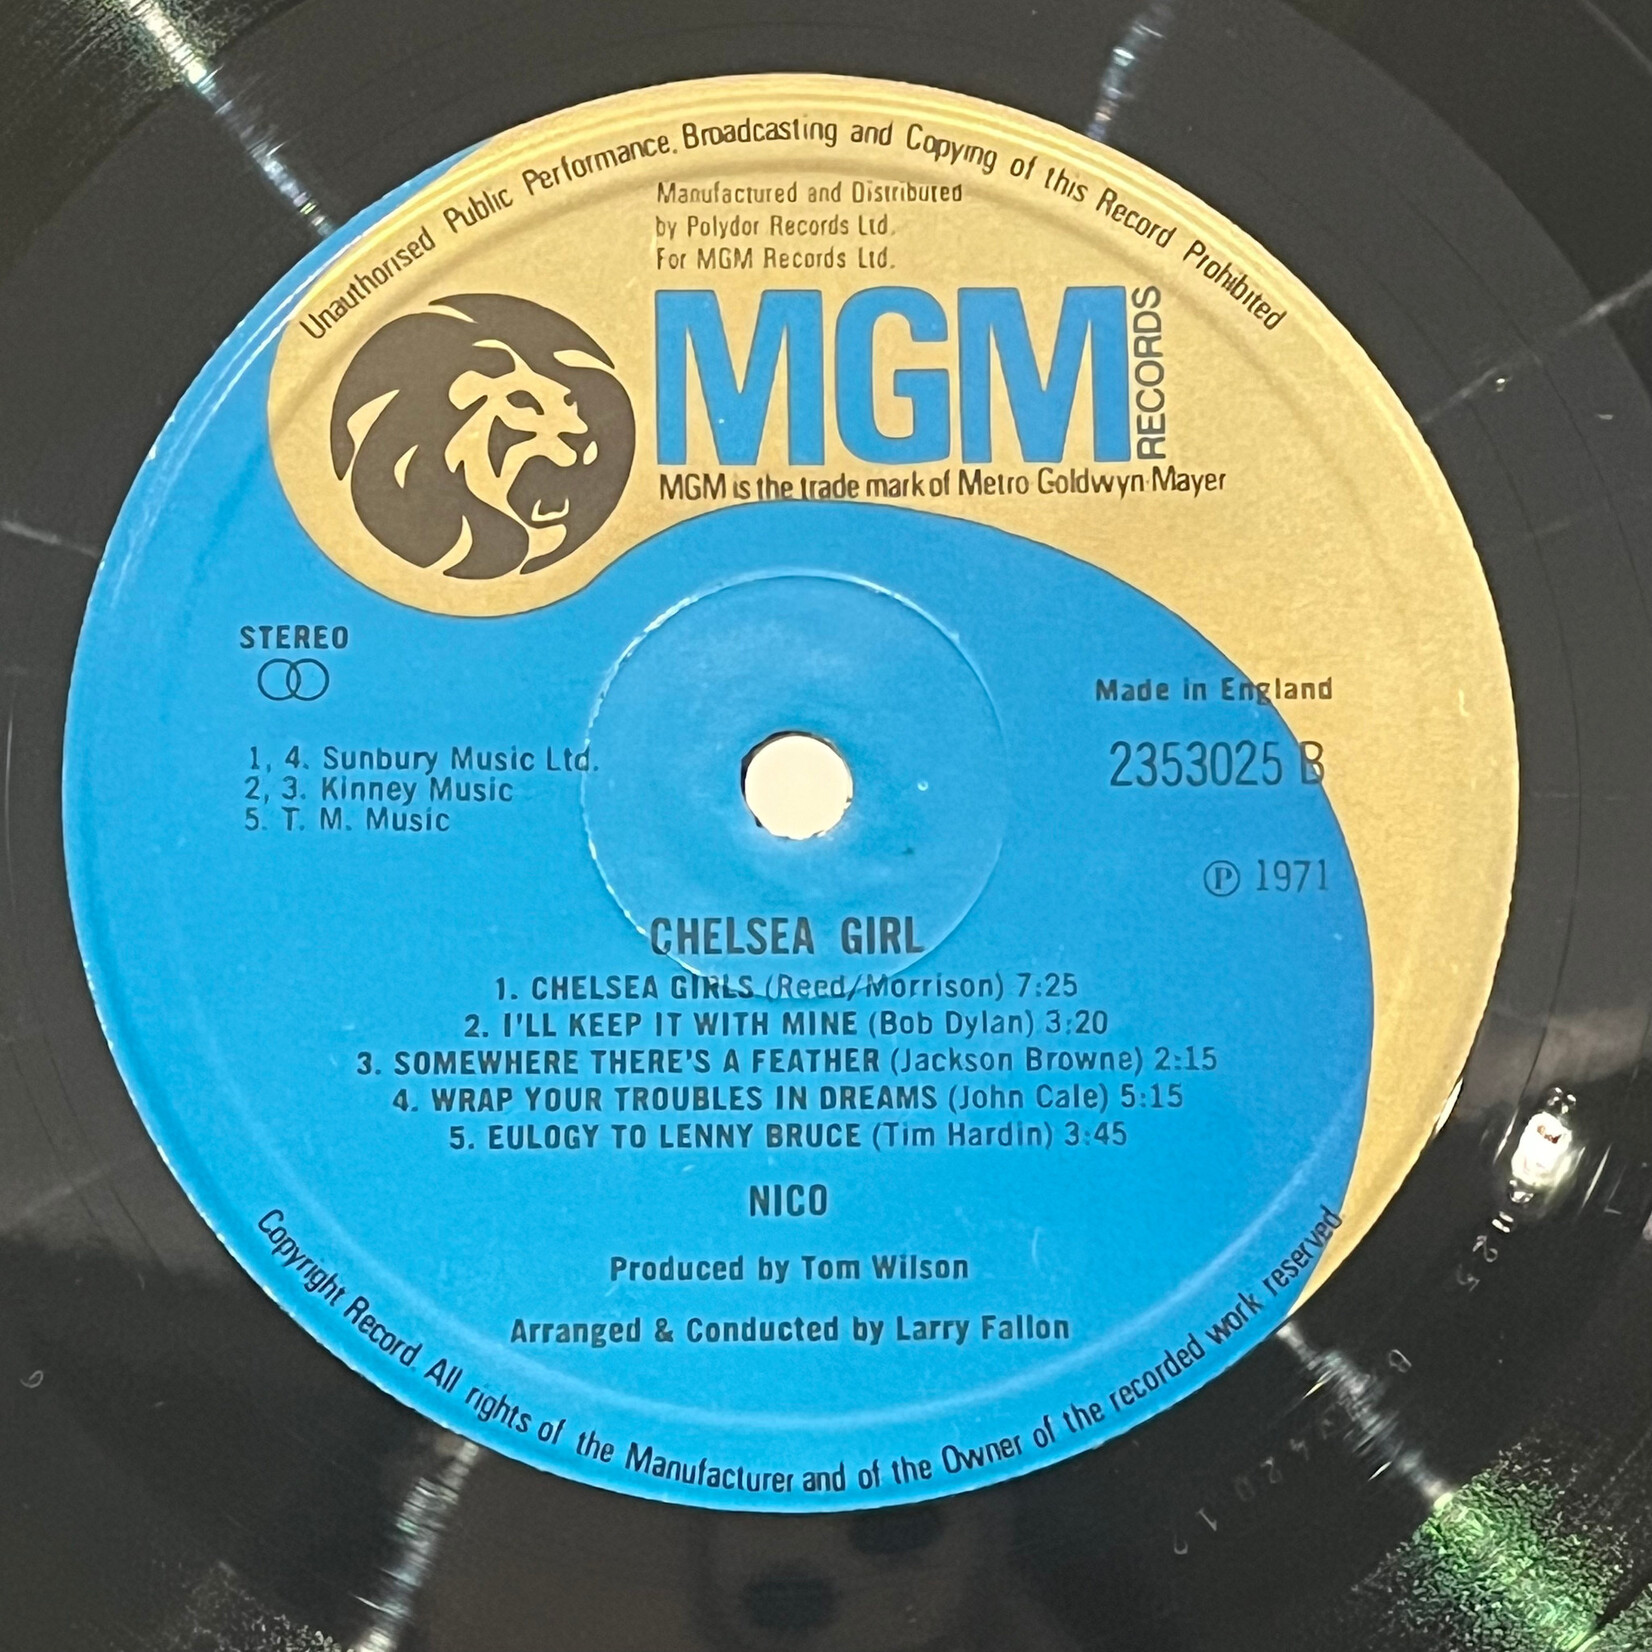 Unauthorised Public Performance, Broadcasting and Copying of this Record Prohibited
Manufactured and Distributed
by Polydor Records Ltd.
For MGM Records Ltd.
MGM RECORDS
MGM is the trade mark of Metro Goldwyn Mayer
STEREO
Made in England
2353025 B
1, 4. Sunbury Music Ltd.
2, 3. Kinney Music
5. T. M. Music
Ⓟ 1971
CHELSEA GIRL
1. CHELSEA GIRLS (Reed/Morrison) 7:25
2. I'LL KEEP IT WITH MINE (Bob Dylan) 3:20
3. SOMEWHERE THERE'S A FEATHER (Jackson Browne) 2:15
4. WRAP YOUR TROUBLES IN DREAMS (John Cale) 5:15
5. EULOGY TO LENNY BRUCE (Tim Hardin) 3:45
NICO
Produced by Tom Wilson
Arranged & Conducted by Larry Fallon
Copyright Record. All rights of the Manufacturer and of the Owner of the recorded work reserved